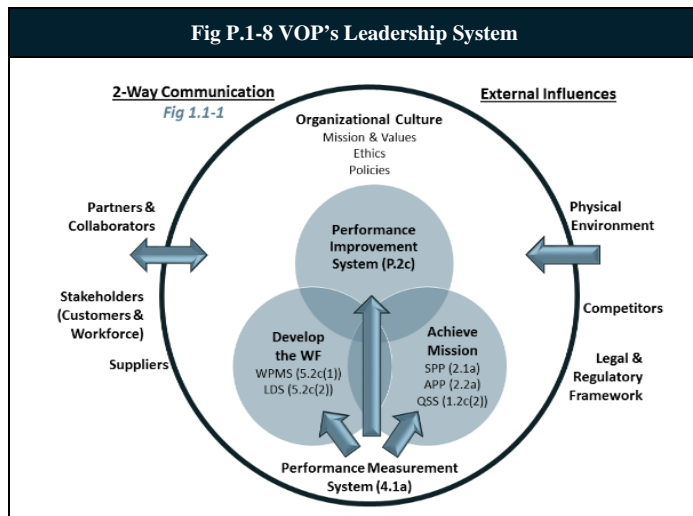 Fig P.1-8 VOP's Leadership System
2-Way Communication
Fig 1.1-1
External Influences
Organizational Culture
Mission & Values
Ethics
Policies
Partners &
Collaborators
Stakeholders
(Customers &
Workforce)
Suppliers
Performance
Improvement
System (P.2c)
Develop
the WF
WPMS (5.2c(1))
LDS (5.2c(2))
Achieve
Mission
SPP (2.1a)
APP (2.2a)
QSS (1.2c(2))
Performance Measurement
System (4.1a)
Physical
Environment
Competitors
Legal &
Regulatory
Framework